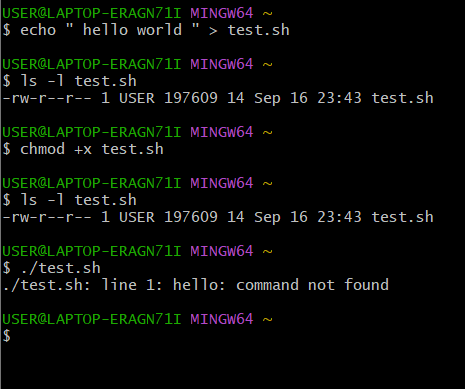 USER@LAPTOP-ERAGN71I MINGW64 ~
$ echo " hello world " > test.sh
USER@LAPTOP-ERAGN71I MINGW64 ~
$ ls -l test.sh
-rw-r--r-- 1 USER 197609 14 Sep 16 23:43 test.sh
USER@LAPTOP-ERAGN71I MINGW64 ~
$ chmod +x test.sh
USER@LAPTOP-ERAGN71I MINGW64 ~
$ ls -l test.sh
-rw-r--r-- 1 USER 197609 14 Sep 16 23:43 test.sh
USER@LAPTOP-ERAGN71I MINGW64 ~
$ ./test.sh
./test.sh: line 1: hello: command not found
USER@LAPTOP-ERAGN71I MINGW64 ~
$